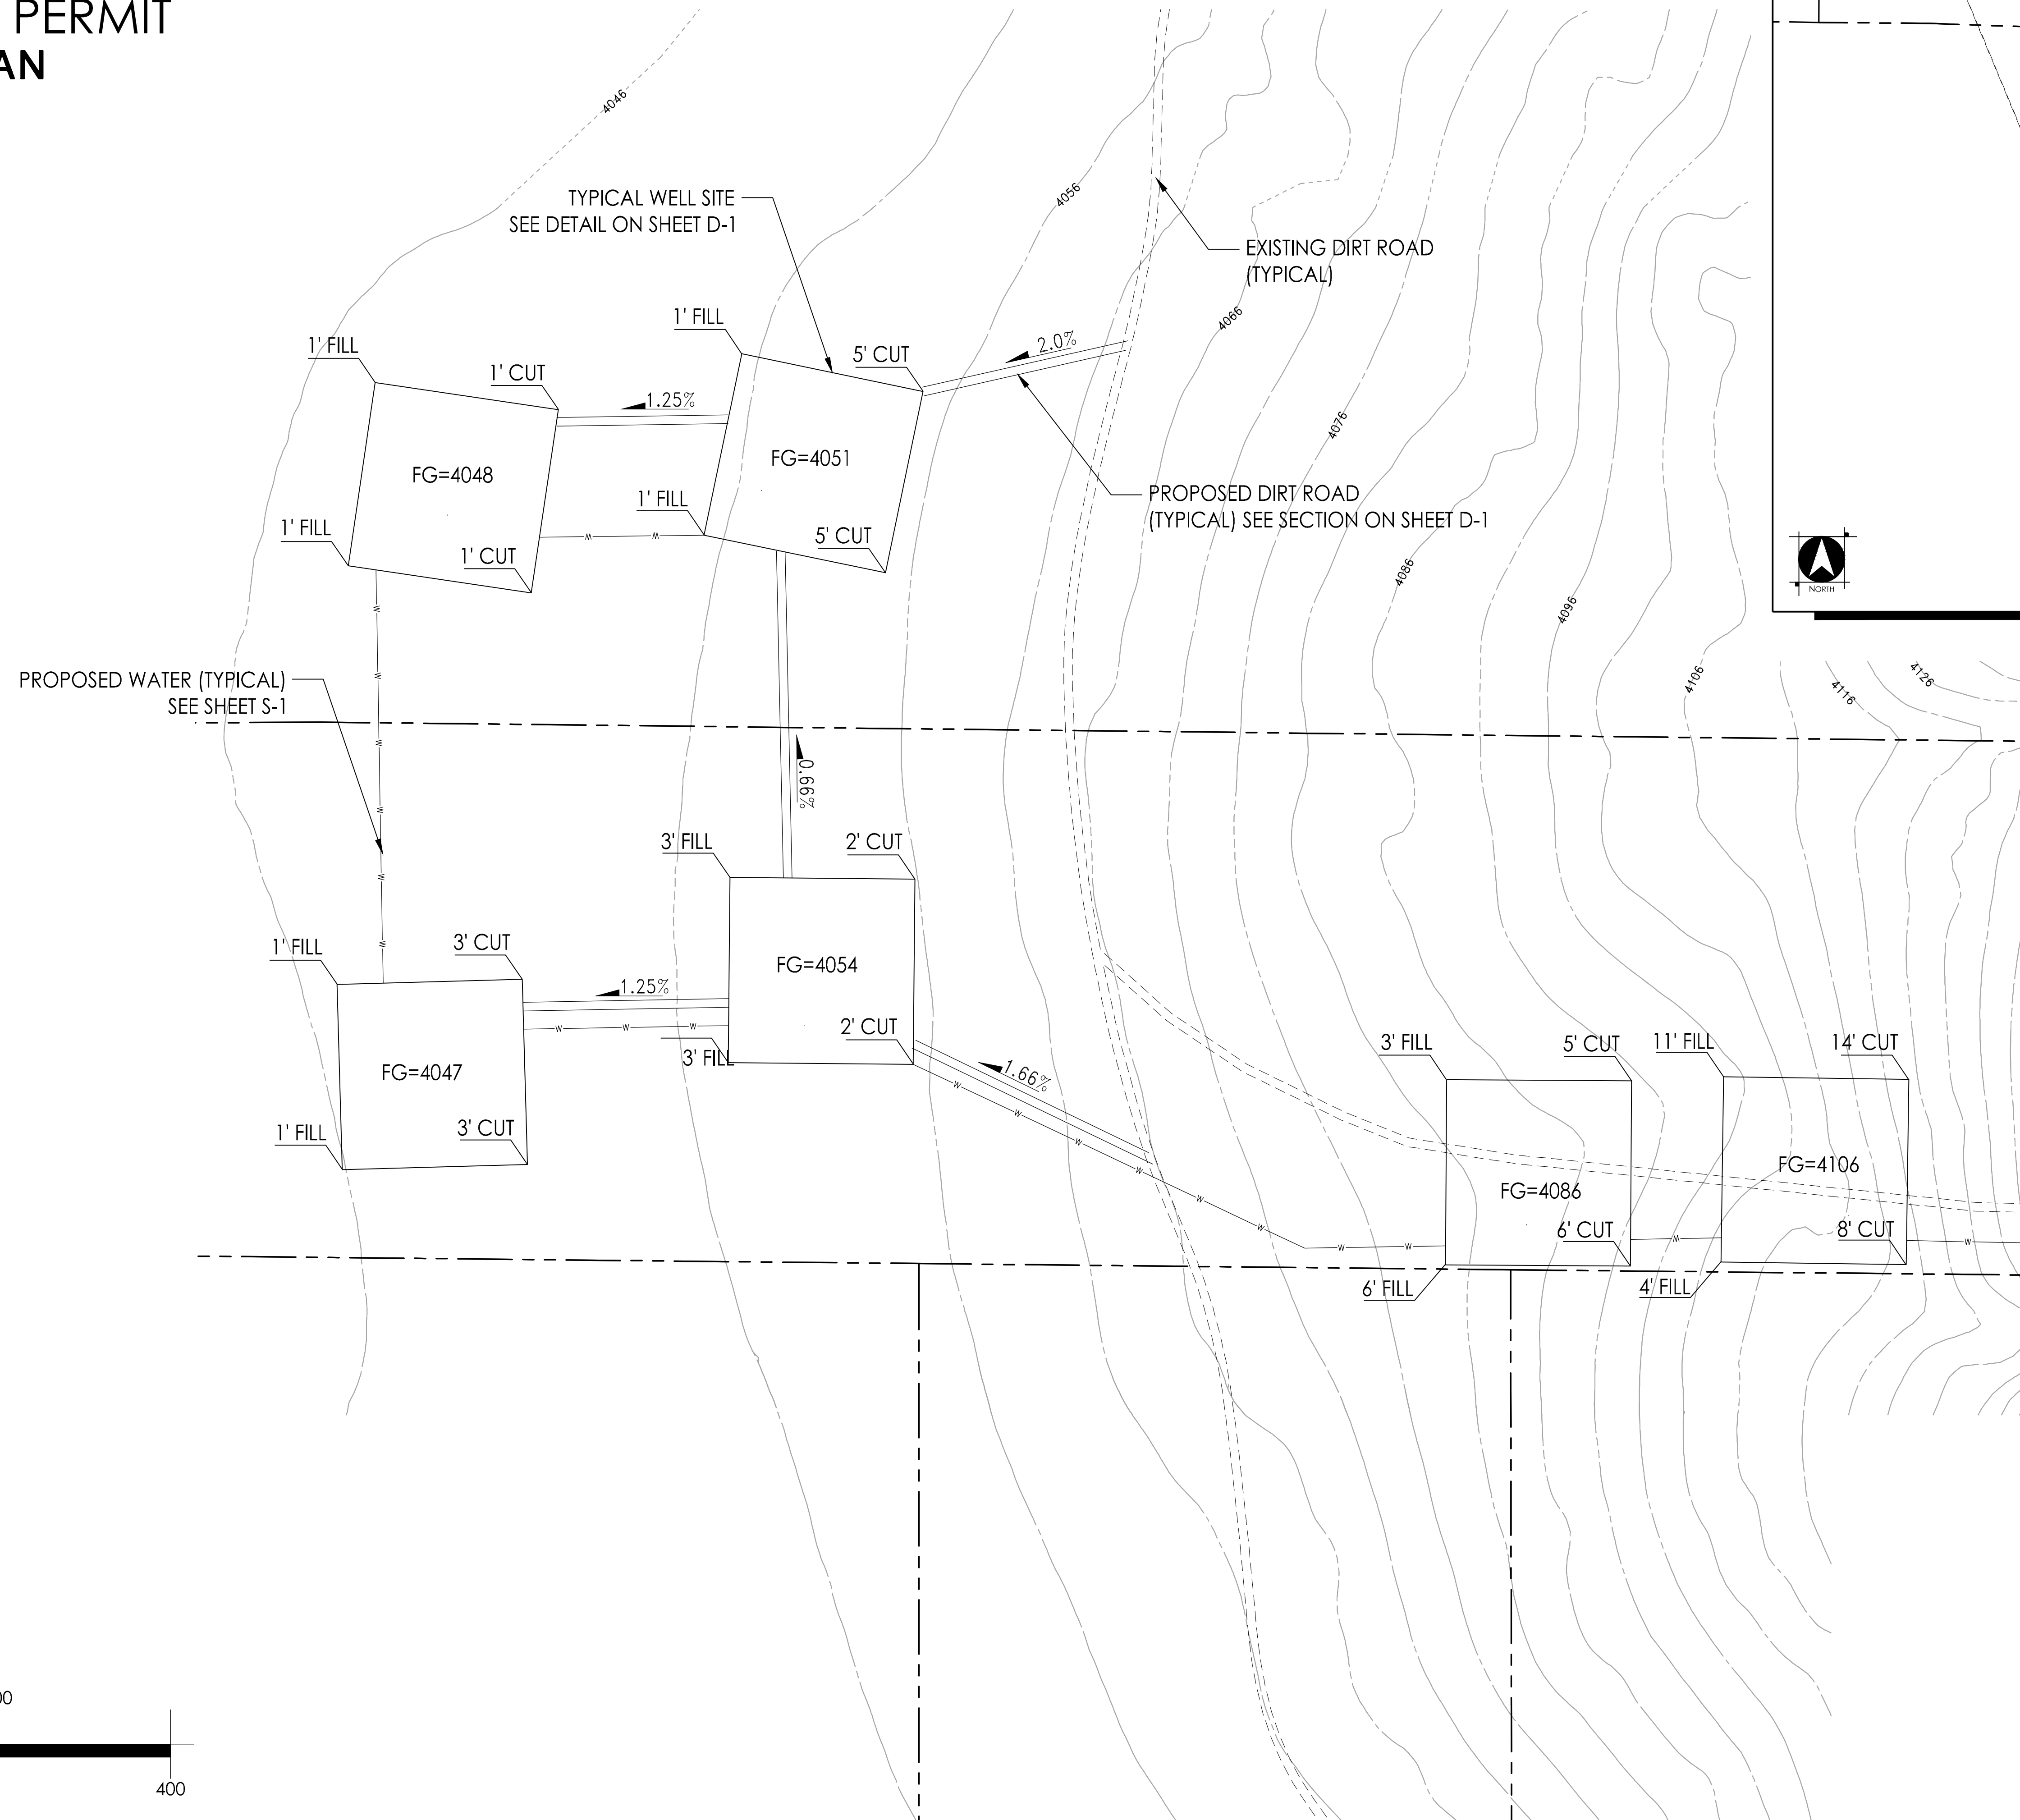 PERMIT
AN
4046
TYPICAL WELL SITE
SEE DETAIL ON SHEET D-1
4056
EXISTING DIRT ROAD
(TYPICAL)
4066
1' FILL
1' FILL
1' CUT
5' CUT
2.0%
1.25%
4076
FG=4048
FG=4051
1' FILL
1' FILL
PROPOSED DIRT ROAD
(TYPICAL) SEE SECTION ON SHEET D-1
1' CUT
5' CUT
W W
4086
4096
NORTH
W
W
PROPOSED WATER (TYPICAL)
SEE SHEET S-1
4106
4116
4126
W
W
0.66%
W
W
3' FILL
2' CUT
1' FILL
3' CUT
FG=4054
1.25%
W W W
2' CUT
3' FILL
FG=4047
1' FILL
3' CUT
1.66%
W W W W W W W W
3' FILL
5' CUT
11' FILL
14' CUT
FG=4086
FG=4106
6' CUT
W
8' CUT
W
6' FILL
4' FILL
00
400